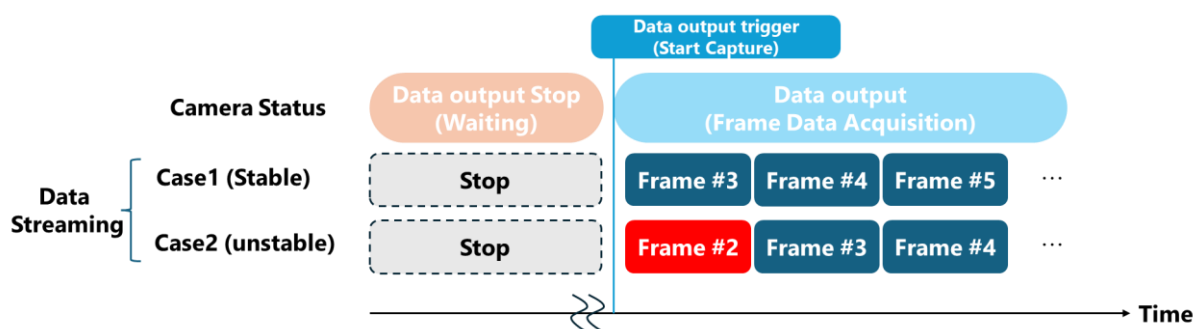 Data output trigger
(Start Capture)
Camera Status
Data output Stop
(Waiting)
Data output
(Frame Data Acquisition)
Data
Streaming
Case1 (Stable)
Stop
Frame #3
Frame #4
Frame #5
...
Case2 (unstable)
Stop
Frame #2
Frame #3
Frame #4
...
Time